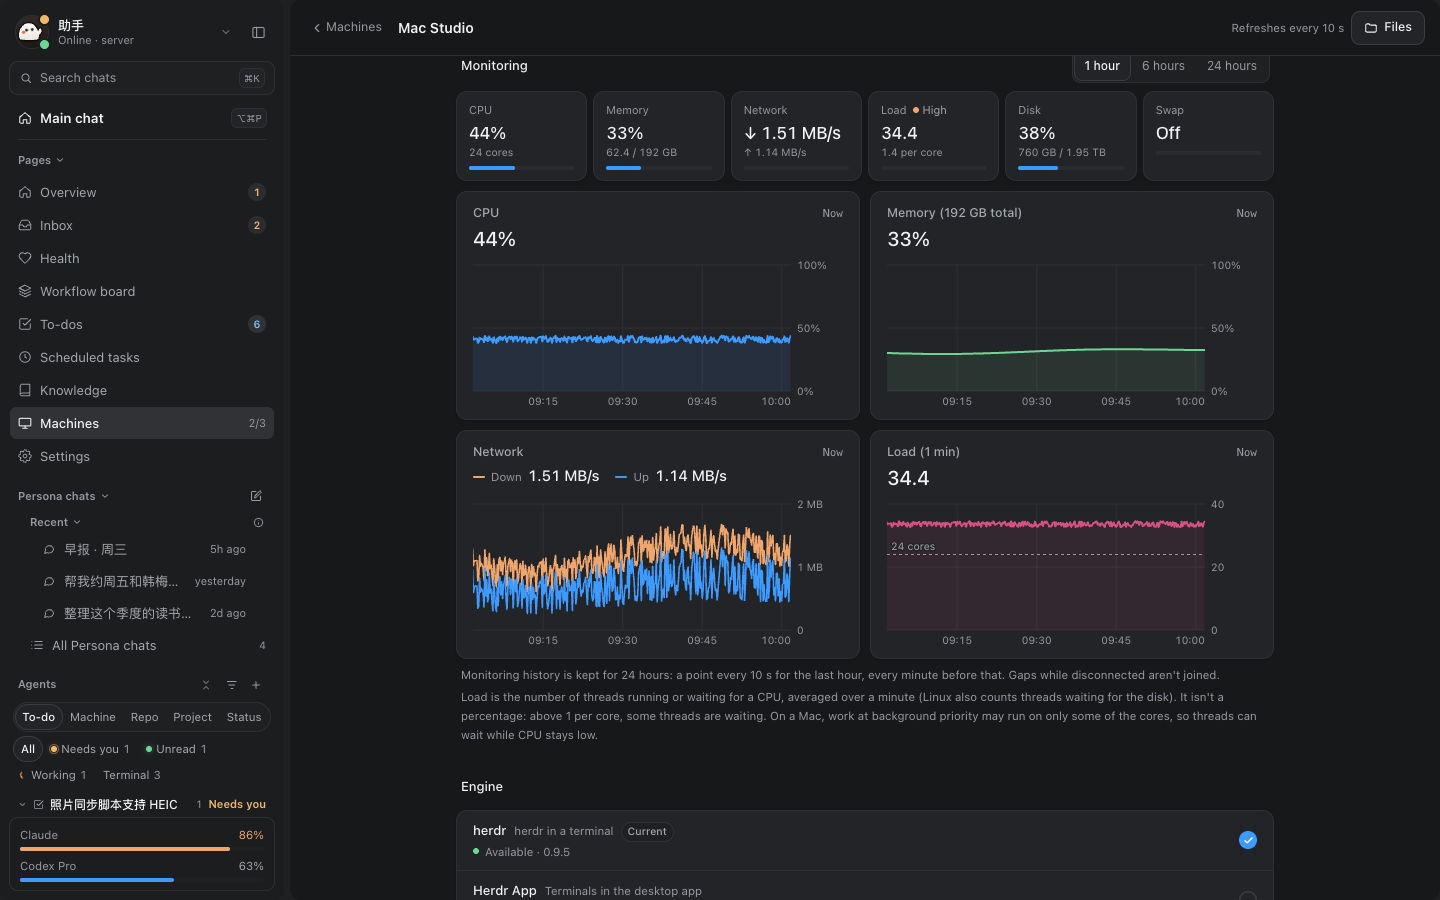 助手
Online · server
Search chats
⌘K
Main chat
⌥⌘P
Pages
Overview
1
Inbox
2
Health
Workflow board
To-dos
6
Scheduled tasks
Knowledge
Machines
2/3
Settings
Persona chats
Recent
早报 · 周三
5h ago
帮我约周五和韩梅...
yesterday
整理这个季度的读书...
2d ago
All Persona chats
4
Agents
To-do Machine Repo Project Status
All Needs you 1 Unread 1
Working 1 Terminal 3
照片同步脚本支持 HEIC 1 Needs you
Claude 86%
Codex Pro 63%
Machines
Mac Studio
Refreshes every 10 s
Files
Monitoring
1 hour 6 hours 24 hours
CPU
44%
24 cores
Memory
33%
62.4 / 192 GB
Network
↓ 1.51 MB/s
↑ 1.14 MB/s
Load High
34.4
1.4 per core
Disk
38%
760 GB / 1.95 TB
Swap
Off
CPU
Now
44%
100%
50%
0%
09:15 09:30 09:45 10:00
Memory (192 GB total)
Now
33%
100%
50%
0%
09:15 09:30 09:45 10:00
Network
Now
Down 1.51 MB/s Up 1.14 MB/s
2 MB
1 MB
0
09:15 09:30 09:45 10:00
Load (1 min)
Now
34.4
40
24 cores
20
0
09:15 09:30 09:45 10:00
Monitoring history is kept for 24 hours: a point every 10 s for the last hour, every minute before that. Gaps while disconnected aren't joined.
Load is the number of threads running or waiting for a CPU, averaged over a minute (Linux also counts threads waiting for the disk). It isn't a
percentage: above 1 per core, some threads are waiting. On a Mac, work at background priority may run on only some of the cores, so threads can
wait while CPU stays low.
Engine
herdr herdr in a terminal Current
Available · 0.9.5
Herdr App Terminals in the desktop app